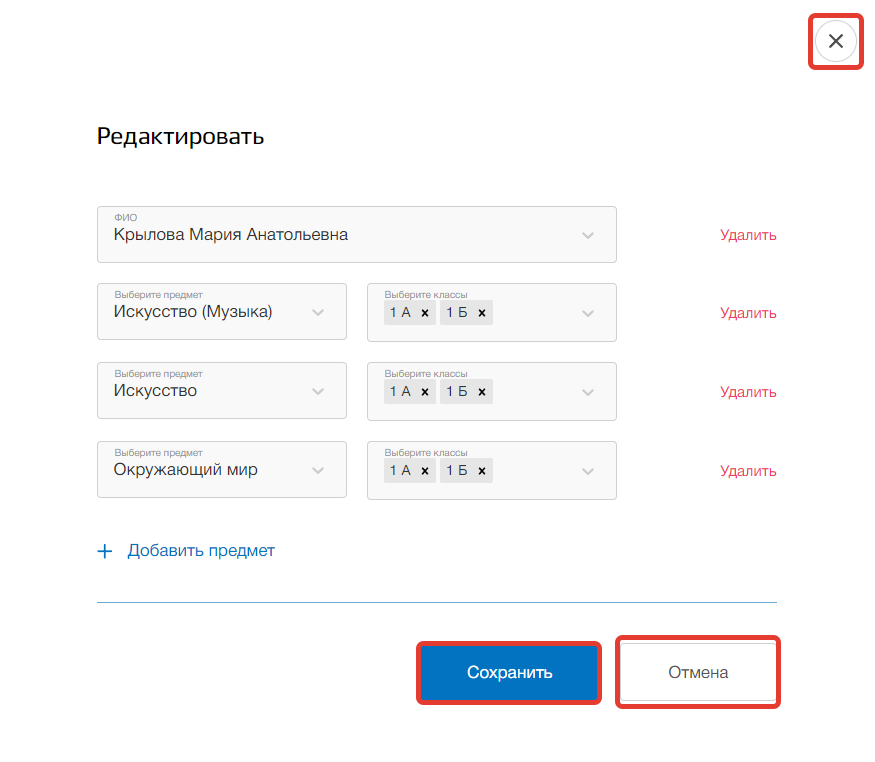 Редактировать
ФИО
Крылова Мария Анатольевна
Удалить
Выберите предмет
Искусство (Музыка)
Выберите классы
1 А × 1 Б ×
Удалить
Выберите предмет
Искусство
Выберите классы
1 А × 1 Б ×
Удалить
Выберите предмет
Окружающий мир
Выберите классы
1 А × 1 Б ×
Удалить
+ Добавить предмет
Сохранить
Отмена